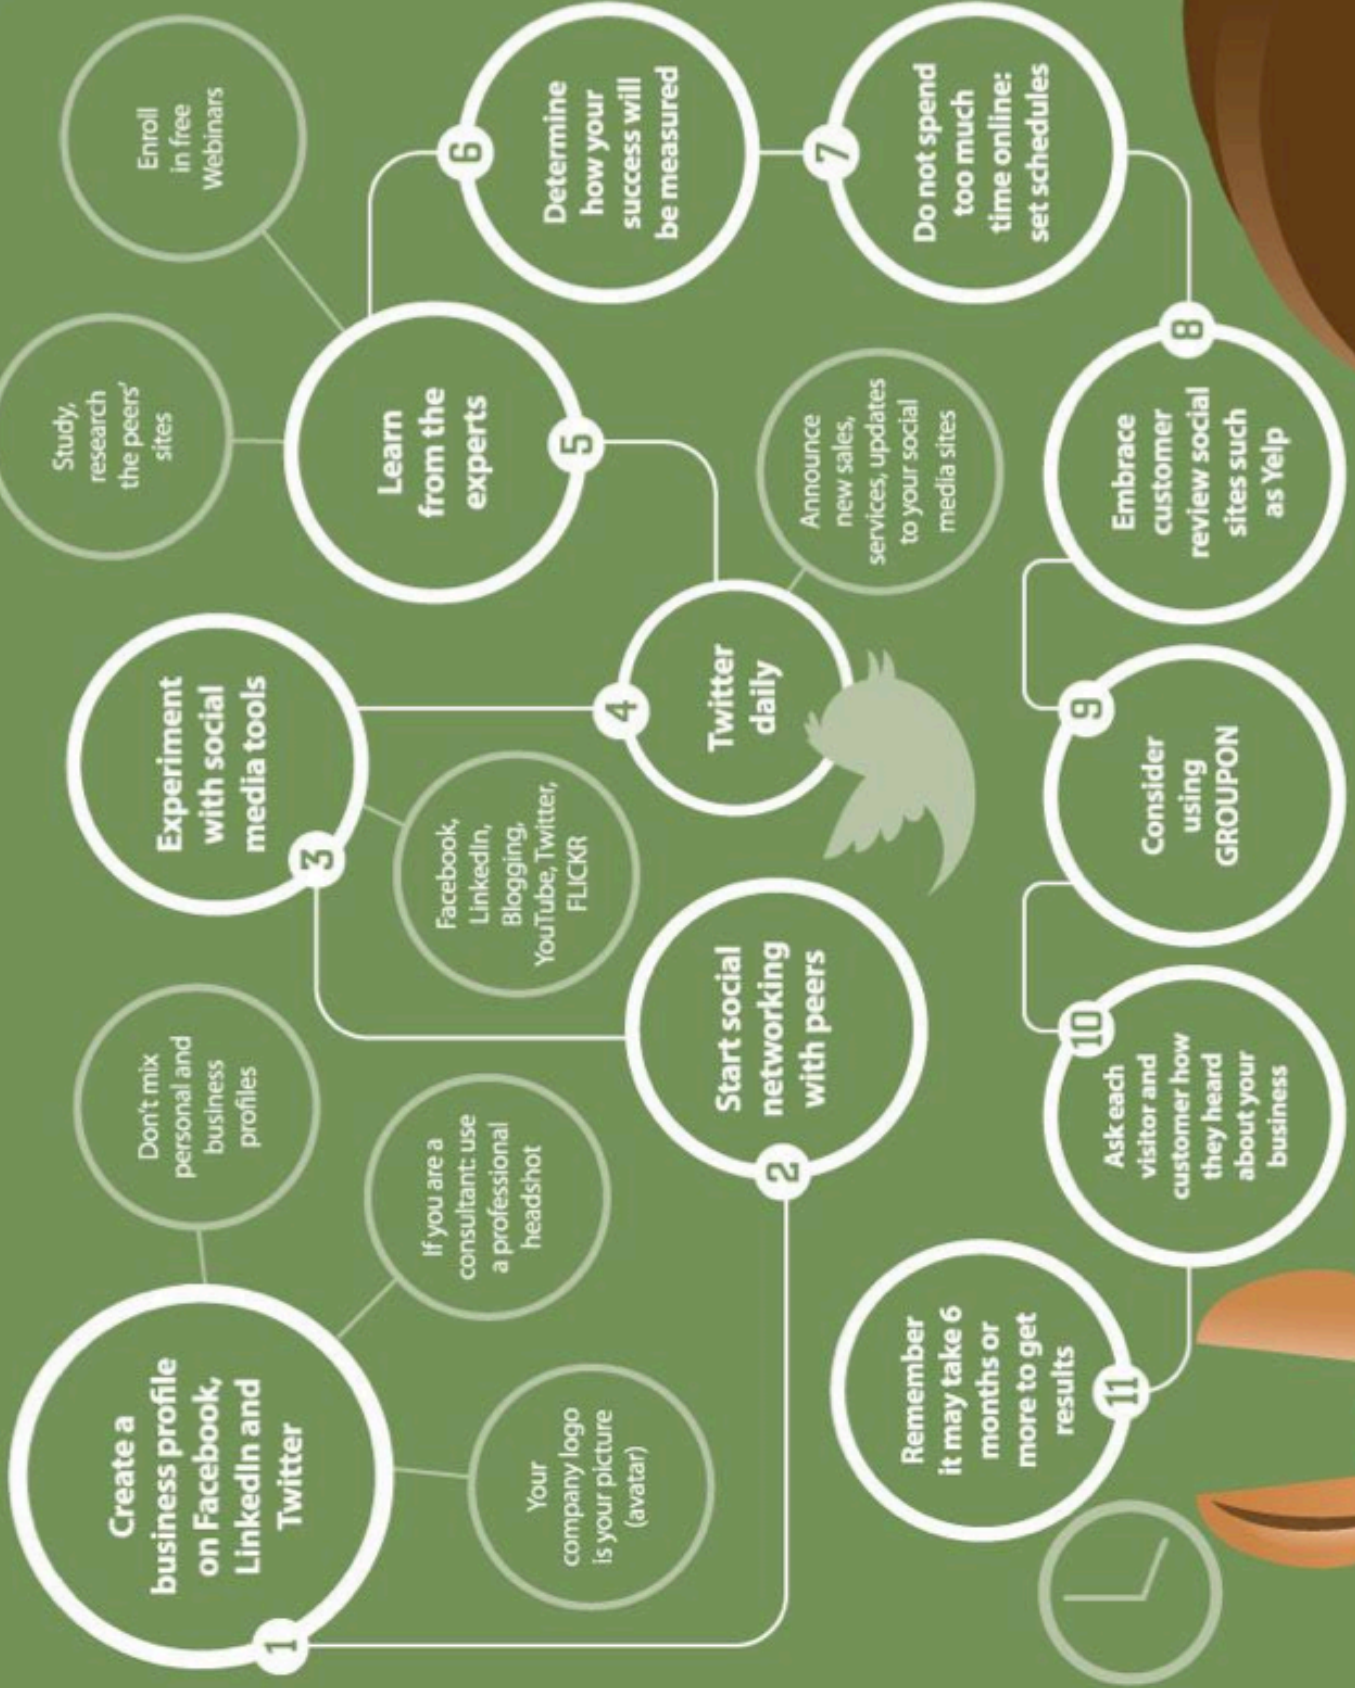 1
Create a
business profile
on Facebook,
LinkedIn and
Twitter
Don't mix
personal and
business
profiles
If you are a
consultant: use
a professional
headshot
Your
company logo
is your picture
(avatar)
2
Start social
networking
with peers
3
Experiment
with social
media tools
Facebook,
LinkedIn,
Blogging,
YouTube, Twitter,
FLICKR
4
Twitter
daily
Announce
new sales,
services, updates
to your social
media sites
5
Learn
from the
experts
Study,
research
the peers'
sites
Enroll
in free
Webinars
6
Determine
how your
success will
be measured
7
Do not spend
too much
time online:
set schedules
8
Embrace
customer
review social
sites such
as Yelp
9
Consider
using
GROUPON
10
Ask each
visitor and
customer how
they heard
about your
business
11
Remember
it may take 6
months or
more to get
results